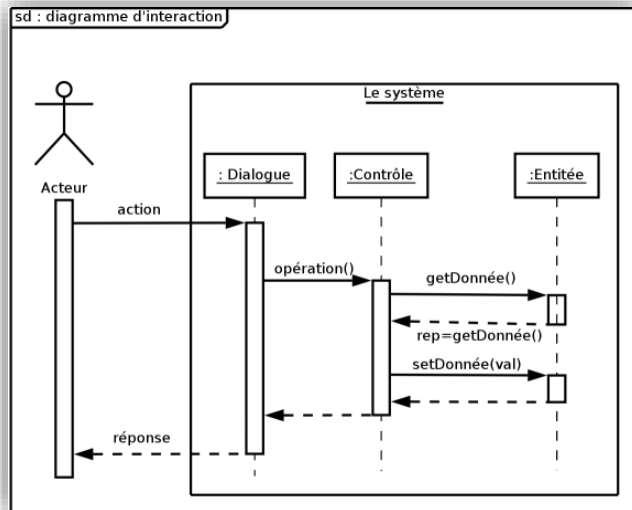 sd : diagramme d'interaction
Le système
: Dialogue
:Contrôle
:Entitée
Acteur
action
opération()
getDonnée()
rep=getDonnée()
setDonnée(val)
réponse